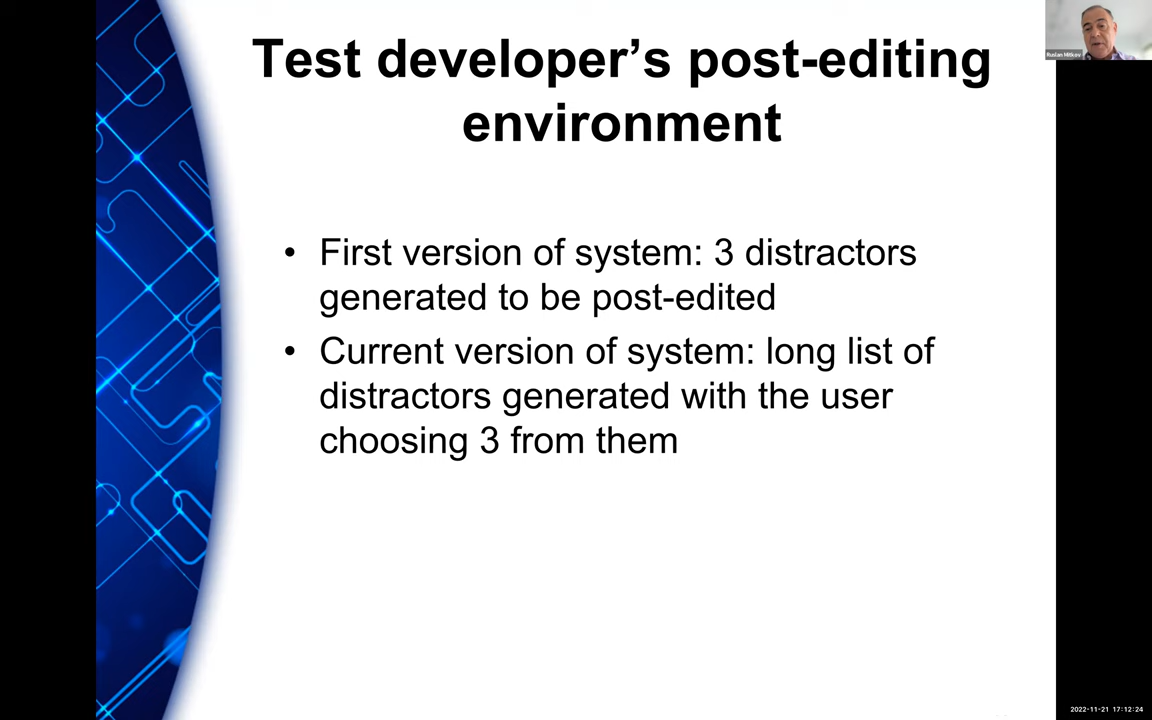 Test developer’s post-editing
environment
• First version of system: 3 distractors
generated to be post-edited
• Current version of system: long list of
distractors generated with the user
choosing 3 from them
Ruslan Mitkov
2022-11-21 17:12:24